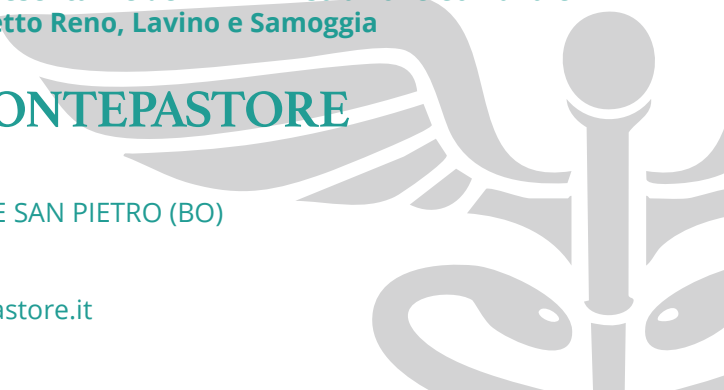 etto Reno, Lavino e Samoggia
ONTEPASTORE
E SAN PIETRO (BO)
astore.it